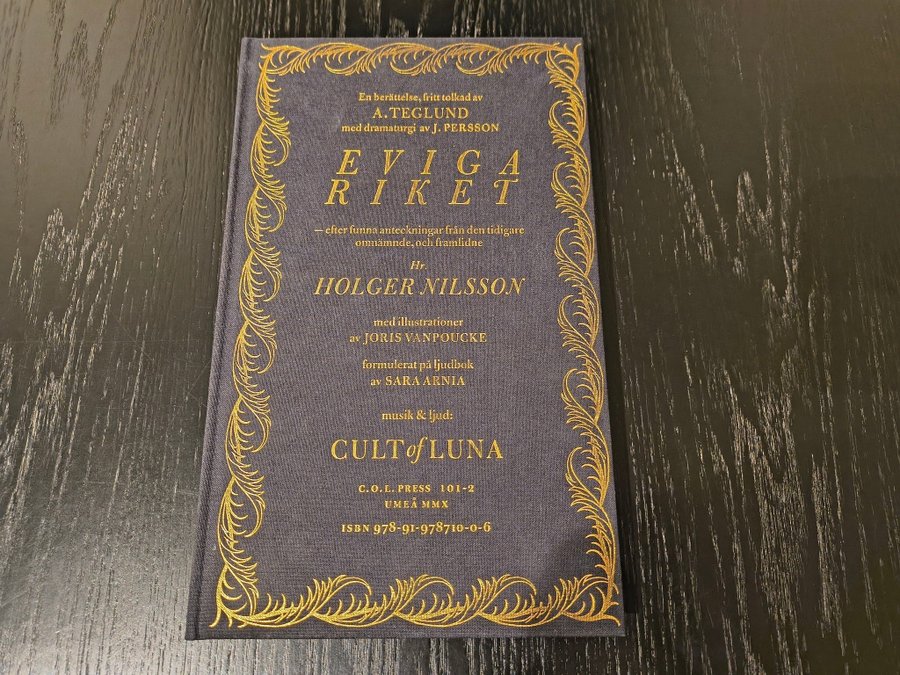 En berättelse, fritt tolkad av
A. TEGLUND
med dramaturgi av J. PERSSON
EVIGA
RIKET
— efter funna anteckningar från den tidigare
omnämnde, och framlidne
Hr.
HOLGER NILSSON
med illustrationer
av JORIS VANPOUCKE
formulerat på ljudbok
av SARA ARNIA
musik & ljud:
CULT of LUNA
C.O.L. PRESS 101-2
UMEÅ MMX
ISBN 978-91-978710-0-6